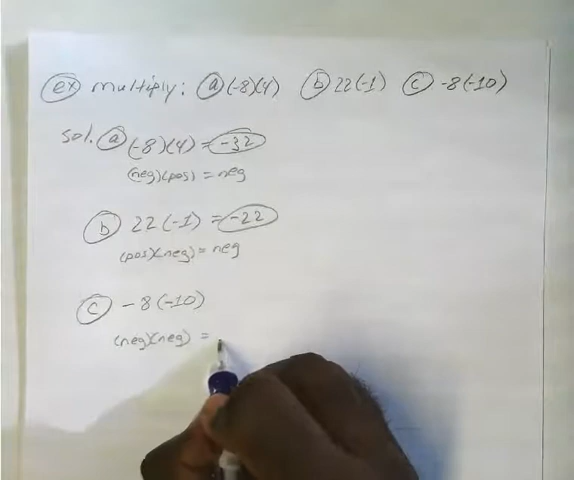 ex multiply: a (-8)(4) b 22(-1) c -8(-10)
sol. a (-8)(4) = -32
(neg)(pos) = neg
b 22(-1) = -22
(pos)(neg) = neg
c -8(-10)
(neg)(neg) =